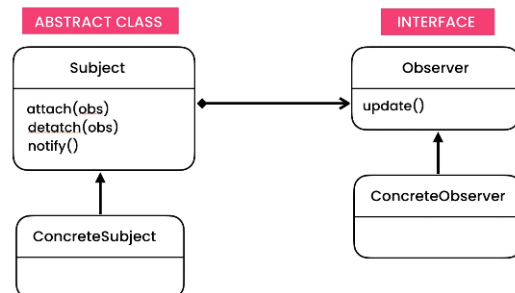 ABSTRACT CLASS
INTERFACE
Subject
attach(obs)
detatch(obs)
notify()
Observer
update()
ConcreteSubject
ConcreteObserver